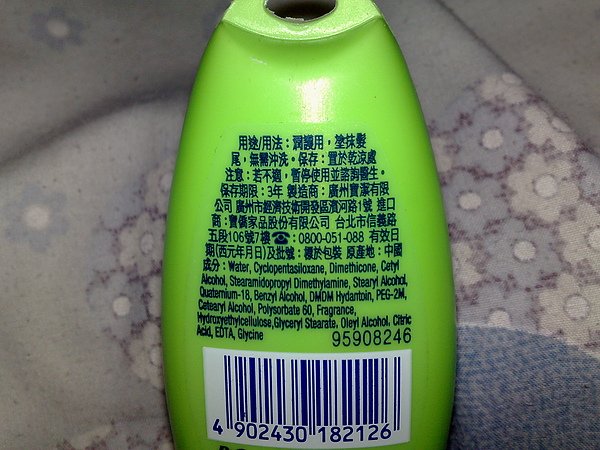 用途/用法：潤護用，塗抹髮
尾，無需沖洗。保存：置於乾涼處
注意：若不適，暫停使用並諮詢醫生。
保存期限：3年 製造商：廣州寶潔有限
公司 廣州市經濟技術開發區濱河路1號 進口
商：寶僑家品股份有限公司 台北市信義路
五段106號7樓☎：0800-051-088 有效日
期(西元年月日)及批號：標於包裝 原產地：中國
成分：Water, Cyclopentasiloxane, Dimethicone, Cetyl
Alcohol, Stearamidopropyl Dimethylamine, Stearyl Alcohol,
Quaternium-18, Benzyl Alcohol, DMDM Hydantoin, PEG-2M,
Cetearyl Alcohol, Polysorbate 60, Fragrance,
Hydroxyethylcellulose,Glyceryl Stearate, Oleyl Alcohol, Citric
Acid, EDTA, Glycine
95908246
4 902430 182126